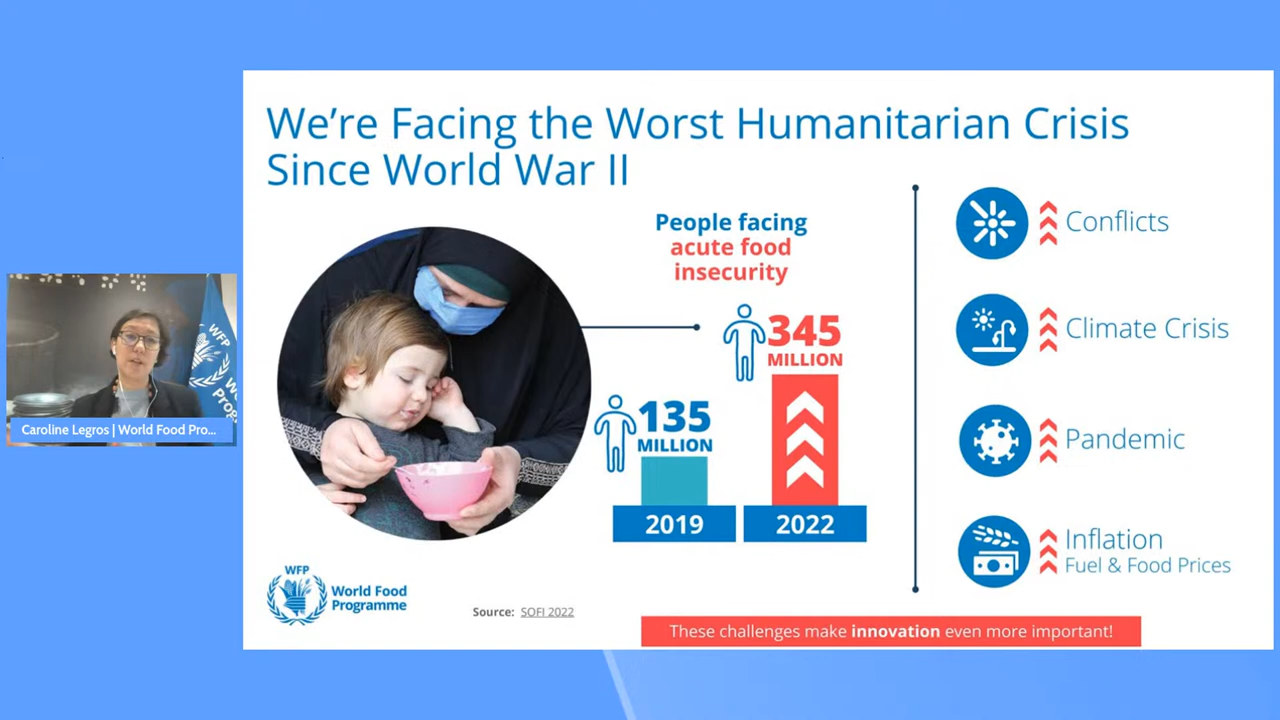 We're Facing the Worst Humanitarian Crisis
Since World War II
People facing
acute food
insecurity
345
MILLION
135
MILLION
2019
2022
Conflicts
Climate Crisis
Pandemic
Inflation
Fuel & Food Prices
WFP
World Food
Programme
Source: SOFI 2022
These challenges make innovation even more important!
WFP
Caroline Legros | World Food Pro...